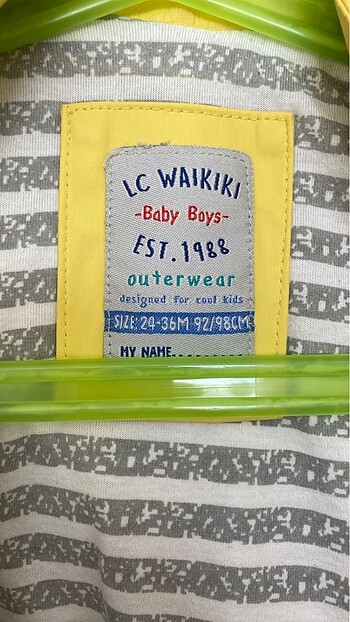 LC WAIKIKI
-Baby Boys-
EST. 1988
outerwear
designed for cool kids
SIZE: 24-36M 92/98CM
MY NAME..........